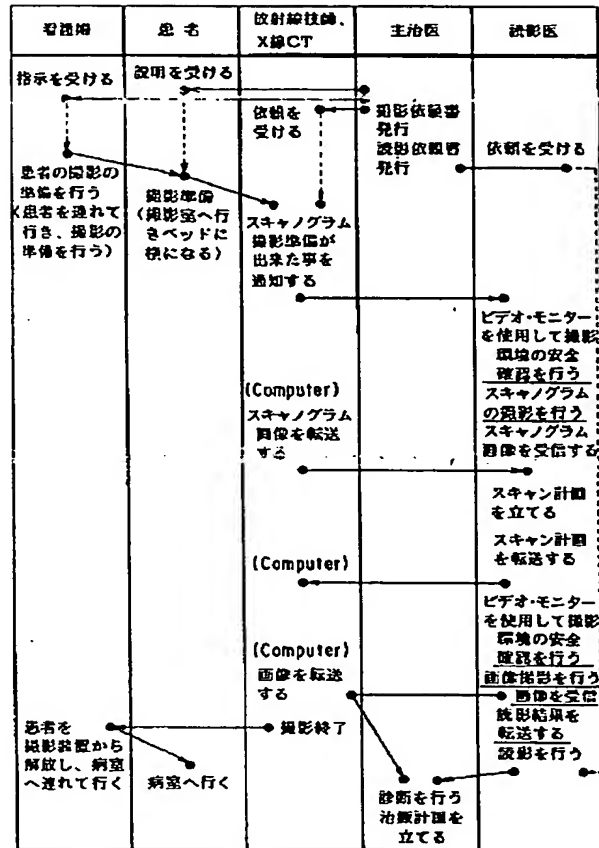 看護婦
患者
放射線技師、
X線CT
主治医
読影医
指示を受ける
説明を受ける
依頼を
受ける
撮影依頼書
発行
読影依頼書
発行
依頼を受ける
患者の撮影の
準備を行う
(患者を連れて
行き、撮影の
準備を行う)
撮影準備
(撮影室へ行
きベッドに
横になる)
スキャノグラム
撮影準備が
出来た事を
通知する
ビデオ・モニター
を使用して撮影
環境の安全
確認を行う
スキャノグラム
の撮影を行う
スキャノグラム
画像を受信する
(Computer)
スキャノグラム
画像を転送
する
スキャン計画
を立てる
スキャン計画
を転送する
(Computer)
ビデオ・モニター
を使用して撮影
環境の安全
確認を行う
画像撮影を行う
画像を受信
読影結果を
転送する
読影を行う
(Computer)
画像を転送
する
撮影終了
患者を
撮影装置から
解放し、病室
へ連れて行く
病室へ行く
診断を行う
治療計画を
立てる